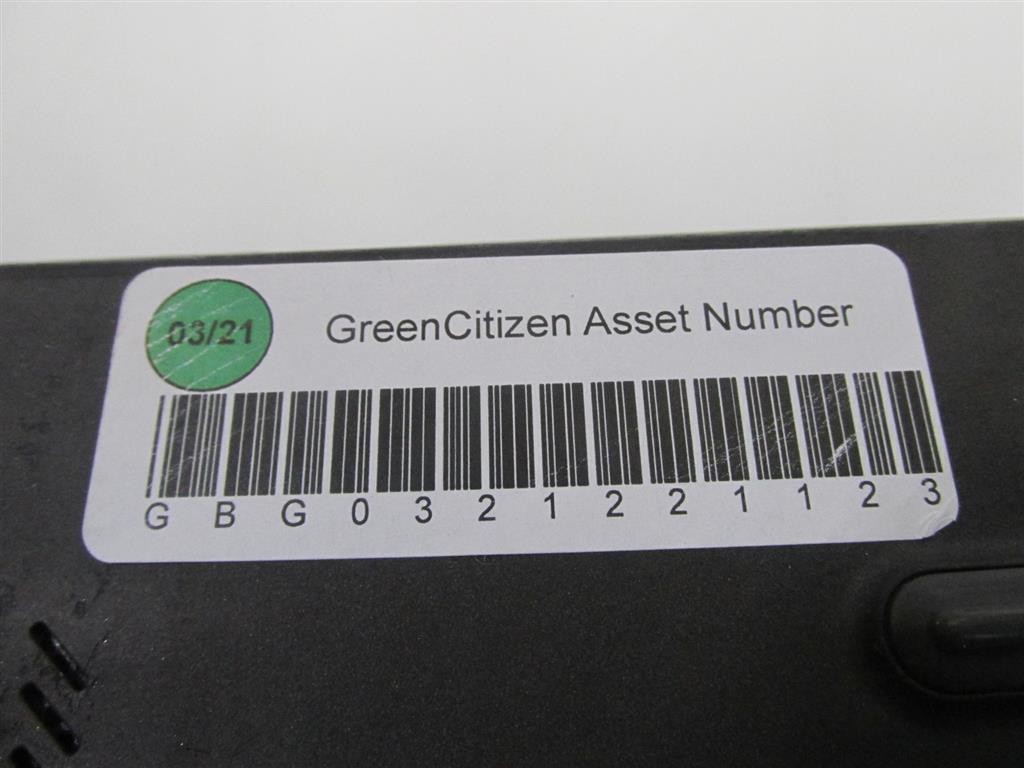 03/21
GreenCitizen Asset Number
G B G 0 3 2 1 2 2 1 1 2 3